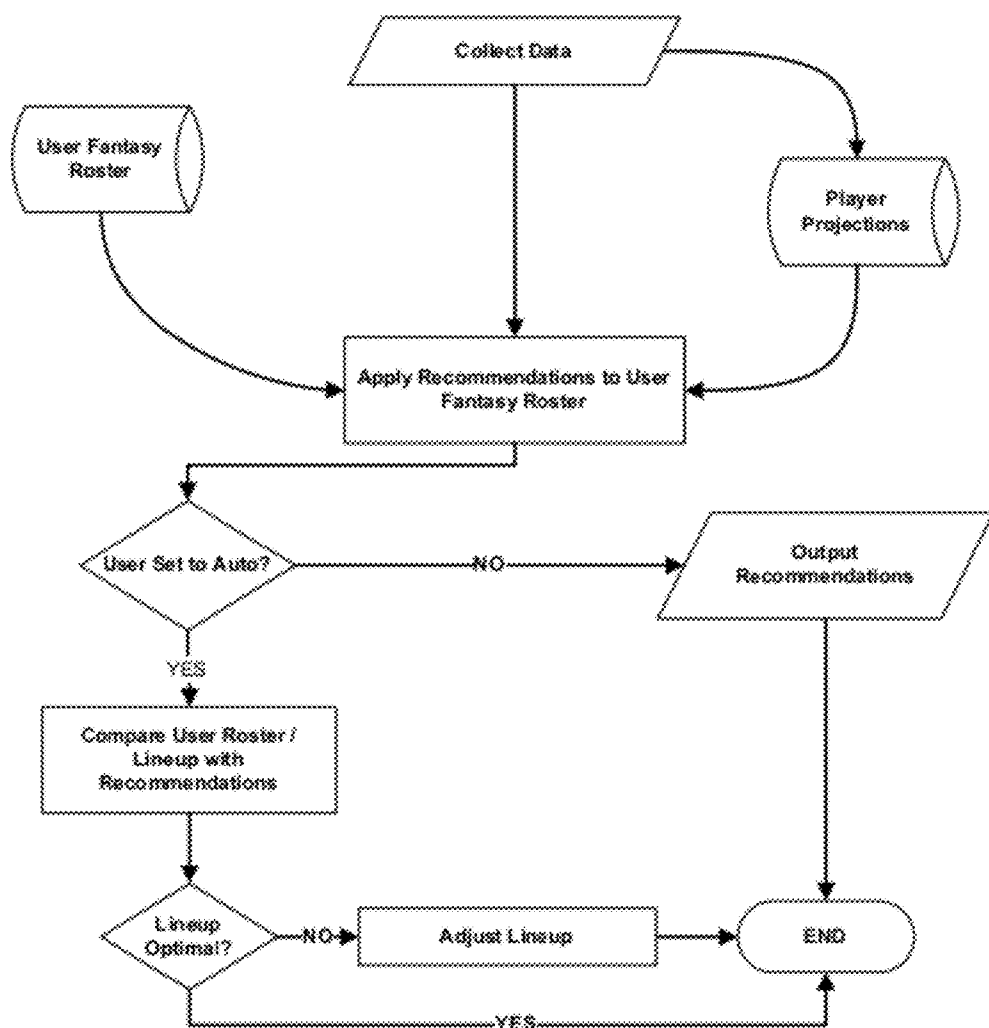 Collect Data
User Fantasy
Roster
Player
Projections
Apply Recommendations to User
Fantasy Roster
User Set to Auto?
NO
Output
Recommendations
YES
Compare User Roster /
Lineup with
Recommendations
Lineup
Optimal?
NO
Adjust Lineup
END
YES